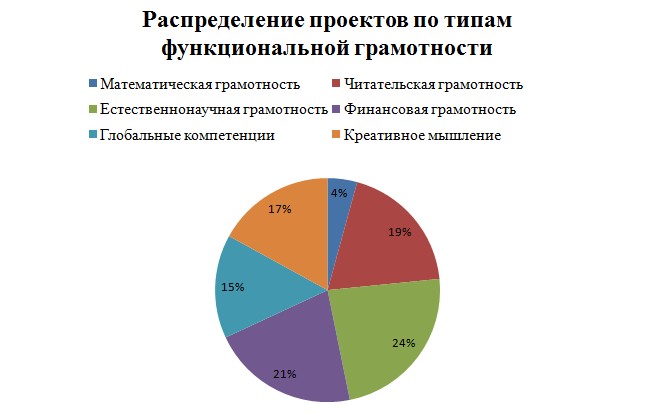 Распределение проектов по типам
функциональной грамотности
Математическая грамотность
Читательская грамотность
Естественнонаучная грамотность
Финансовая грамотность
Глобальные компетенции
Креативное мышление
4%
19%
24%
21%
15%
17%